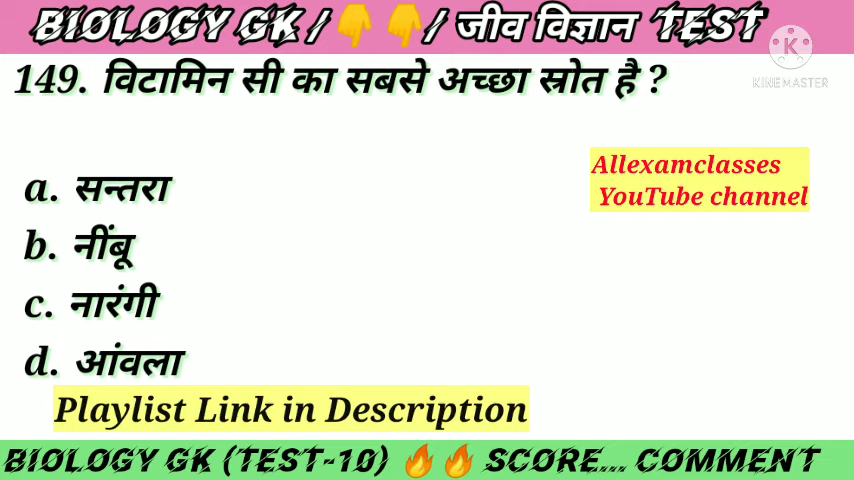 BIOLOGY GK / 👇 👇 / जीव विज्ञान TEST
KINEMASTER
149. विटामिन सी का सबसे अच्छा स्रोत है ?
Allexamclasses
YouTube channel
a. सन्तरा
b. नींबू
c. नारंगी
d. आंवला
Playlist Link in Description
BIOLOGY GK (TEST-10) 🔥🔥 SCORE... COMMENT